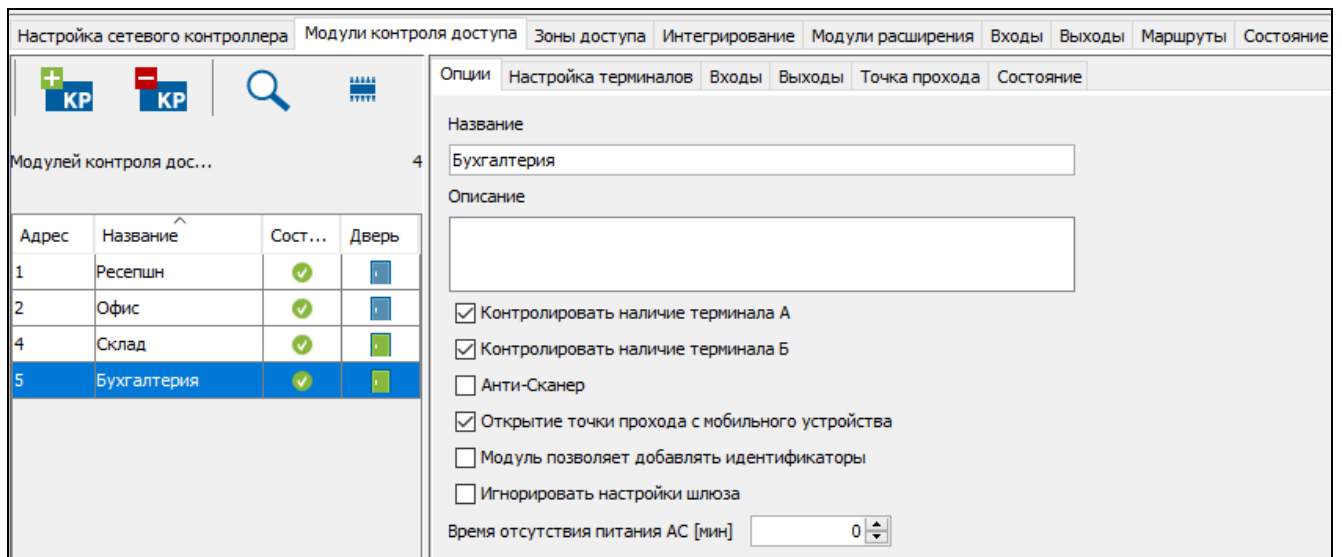 Настройка сетевого контроллера Модули контроля доступа Зоны доступа Интегрирование Модули расширения Входы Выходы Маршруты Состояние
КР КР
Модулей контроля дос... 4
Адрес Название Сост... Дверь
1 Ресепшн
2 Офис
4 Склад
5 Бухгалтерия
Опции Настройка терминалов Входы Выходы Точка прохода Состояние
Название
Бухгалтерия
Описание
Контролировать наличие терминала А
Контролировать наличие терминала Б
Анти-Сканер
Открытие точки прохода с мобильного устройства
Модуль позволяет добавлять идентификаторы
Игнорировать настройки шлюза
Время отсутствия питания АС [мин] 0